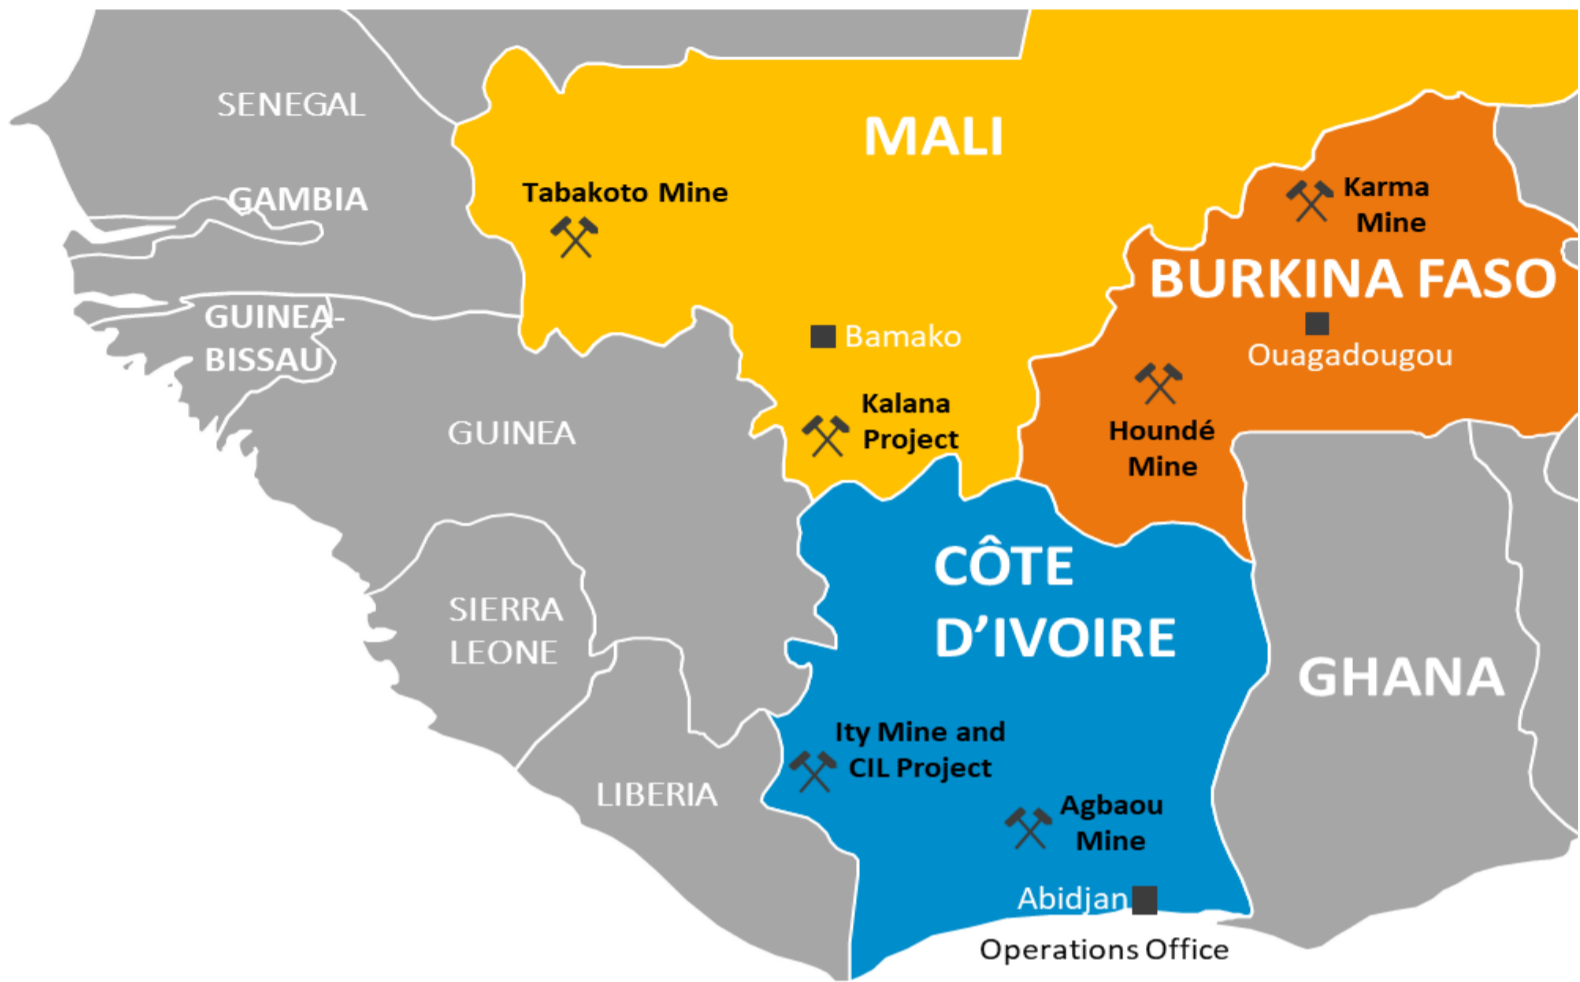 SENEGAL
MALI
Tabakoto Mine
GAMBIA
Karma
Mine
BURKINA FASO
GUINEA-
BISSAU
Bamako
Ouagadougou
Kalana
Project
GUINEA
Houndé
Mine
CÔTE
D’IVOIRE
SIERRA
LEONE
GHANA
Ity Mine and
CIL Project
LIBERIA
Agbaou
Mine
Abidjan
Operations Office